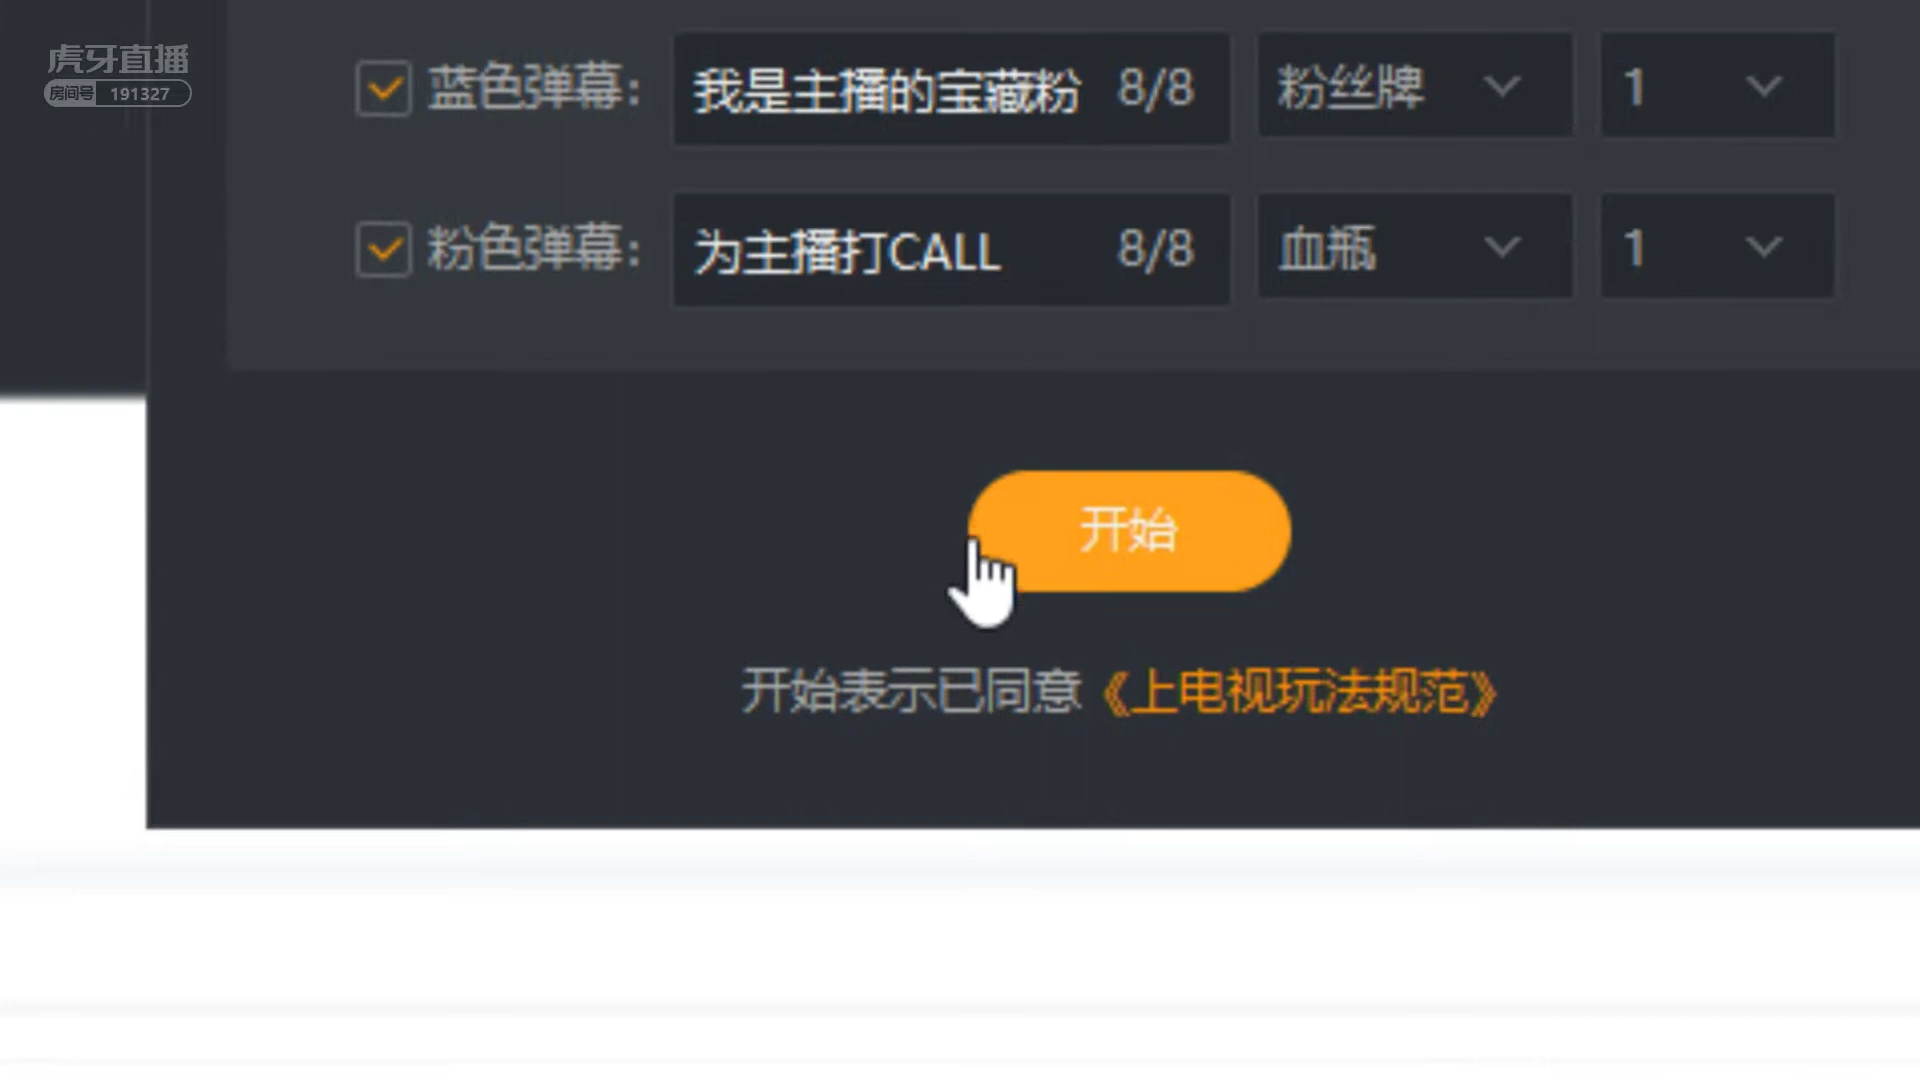 虎牙直播
房间号 191327
蓝色弹幕: 我是主播的宝藏粉 8/8 粉丝牌 1
粉色弹幕: 为主播打CALL 8/8 血瓶 1
开始
开始表示已同意《上电视玩法规范》